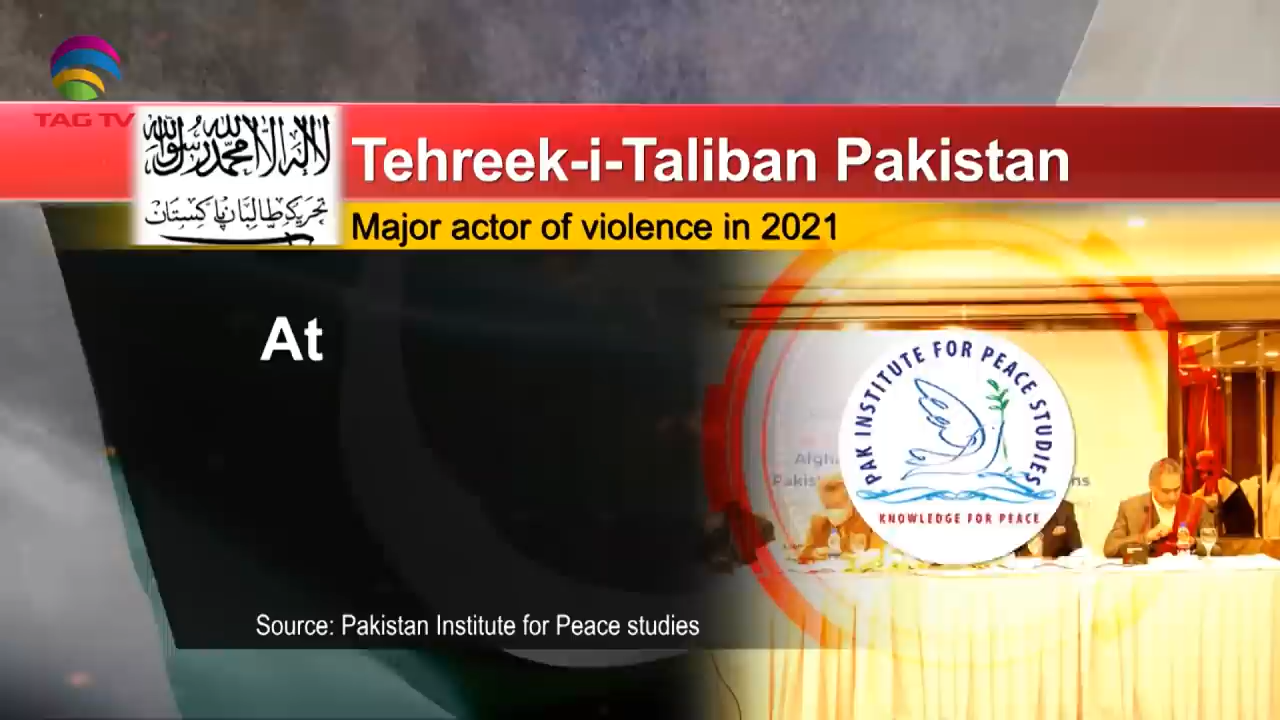 TAG TV
لا إله إلا الله محمد رسول الله
تحریک طالبان پاکستان
Tehreek-i-Taliban Pakistan
Major actor of violence in 2021
At
PAK INSTITUTE FOR PEACE STUDIES
KNOWLEDGE FOR PEACE
Source: Pakistan Institute for Peace studies